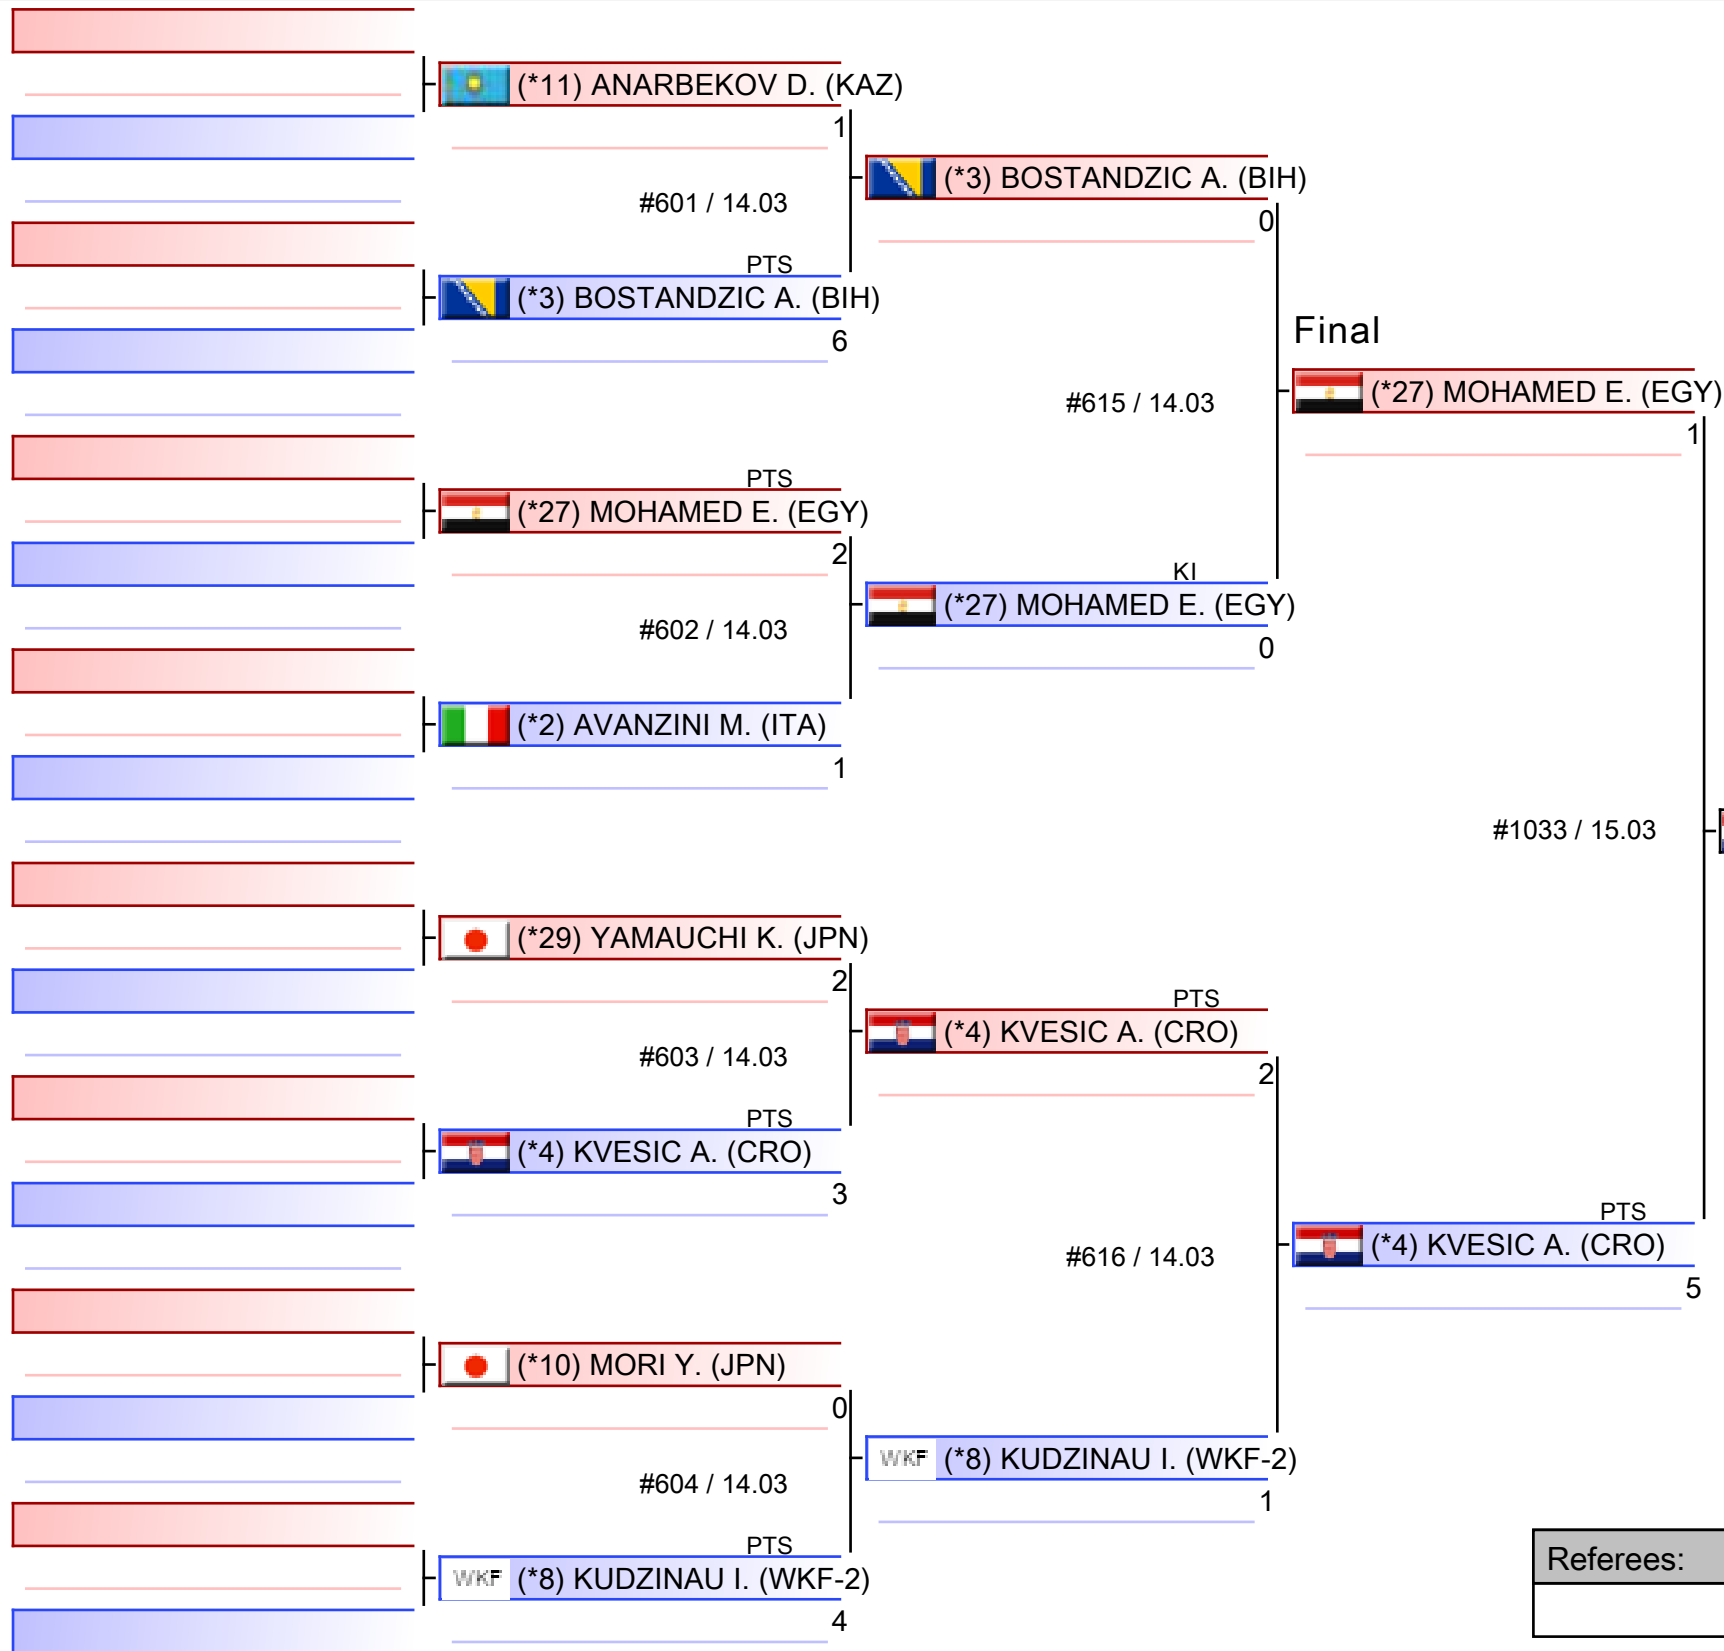 (*11) ANARBEKOV D. (KAZ)
1
#601 / 14.03
PTS
(*3) BOSTANDZIC A. (BIH)
6
PTS
(*27) MOHAMED E. (EGY)
2
#602 / 14.03
(*2) AVANZINI M. (ITA)
1
(*29) YAMAUCHI K. (JPN)
2
#603 / 14.03
PTS
(*4) KVESIC A. (CRO)
3
(*10) MORI Y. (JPN)
0
#604 / 14.03
PTS
WKF (*8) KUDZINAU I. (WKF-2)
4
(*3) BOSTANDZIC A. (BIH)
0
#615 / 14.03
KI
(*27) MOHAMED E. (EGY)
0
PTS
(*4) KVESIC A. (CRO)
2
#616 / 14.03
WKF (*8) KUDZINAU I. (WKF-2)
1
Final
(*27) MOHAMED E. (EGY)
1
#1033 / 15.03
PTS
(*4) KVESIC A. (CRO)
5
Referees: